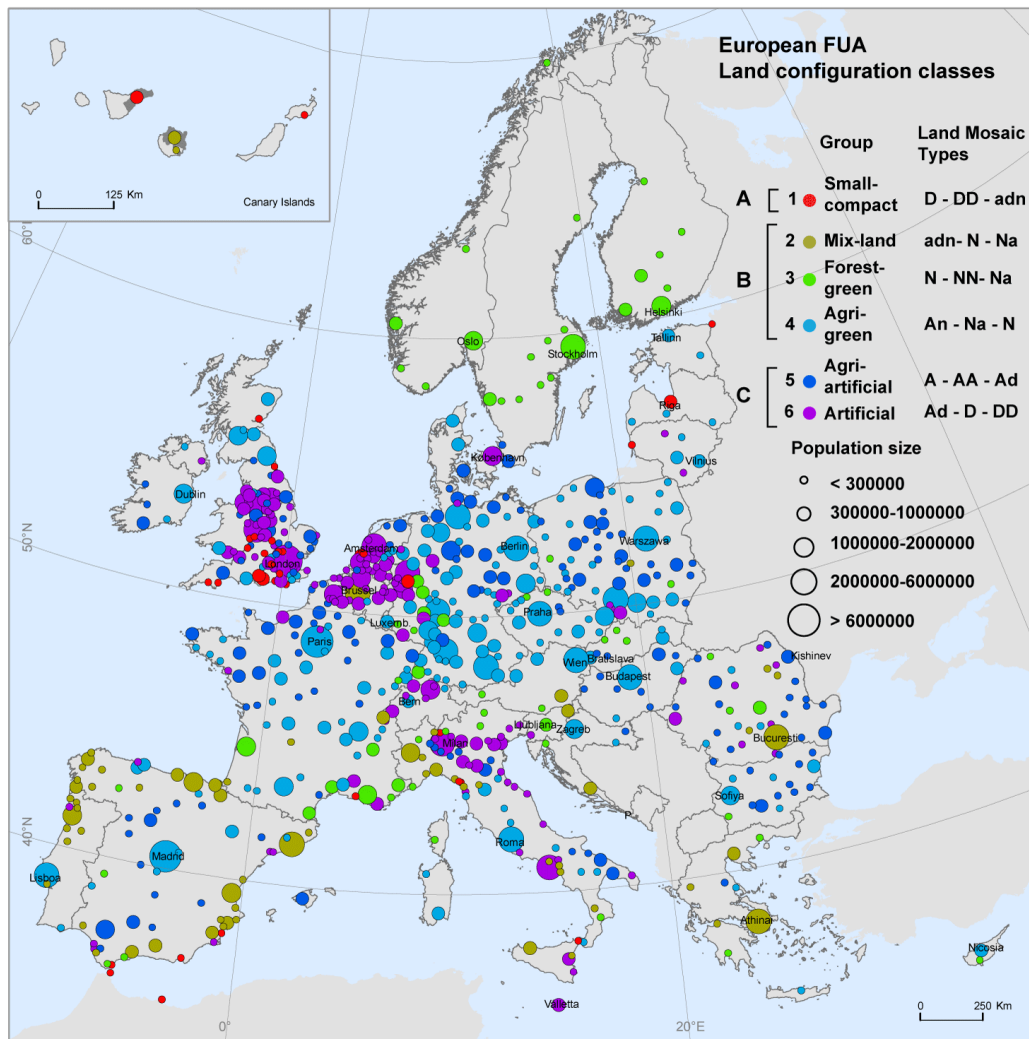 European FUA
Land configuration classes
Group
Land Mosaic
Types
A
1
Small-
compact
D - DD - adn
B
2
Mix-land
adn- N - Na
3
Forest-
green
N - NN- Na
4
Agri-
green
An - Na - N
C
5
Agri-
artificial
A - AA - Ad
6
Artificial
Ad - D - DD
Population size
< 300000
300000-1000000
1000000-2000000
2000000-6000000
> 6000000
0
125 Km
Canary Islands
60°N
50°N
40°N
0°
20°E
Helsinki
Tallinn
Oslo
Stockholm
Riga
København
Vilnius
Dublin
London
Amsterdam
Brussel
Berlin
Warszawa
Luxemb.
Praha
Paris
Wien
Bratislava
Budapest
Kishinev
Bern
Ljubljana
Zagreb
Milan
Bucuresti
Sofiya
P.
Roma
Madrid
Lisboa
Athinai
Nicosia
Valletta
0
250 Km